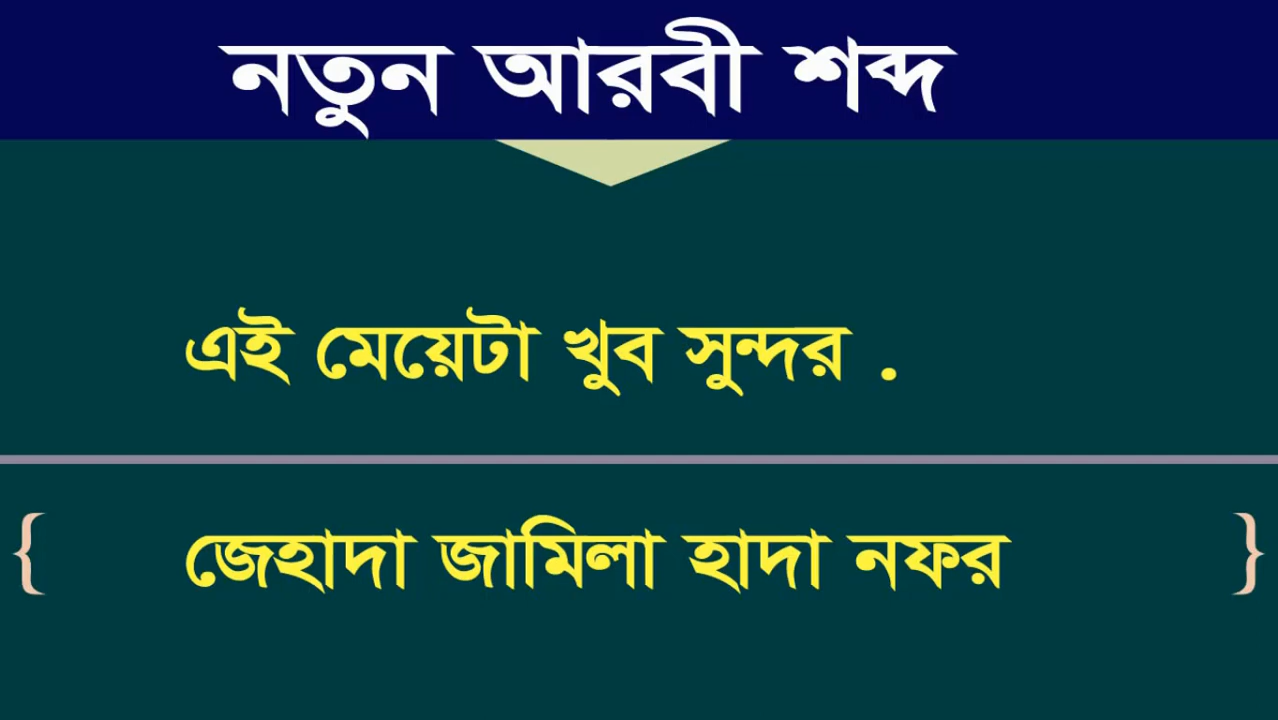 নতুন আরবী শব্দ
এই মেয়েটা খুব সুন্দর .
{ জেহাদা জামিলা হাদা নফর }